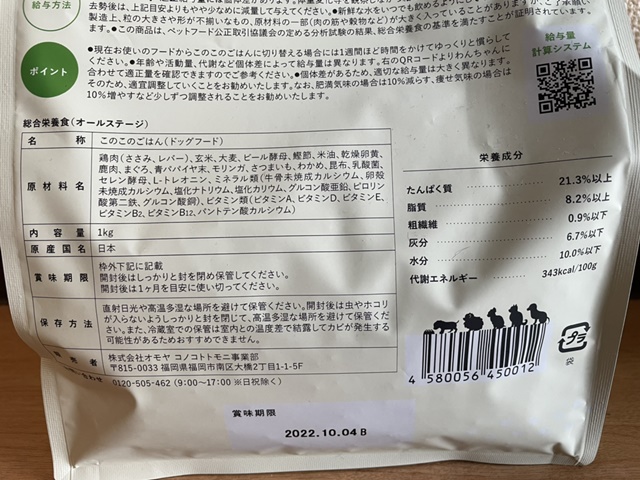 給与方法
去勢後は、上記目安よりもやや少なめに減量してください。
製造上、粒の大きさや形が不揃いなもの、原材料の一部(肉の筋や穀物など)が大きく入っていることがありますが、
ません。●この商品は、ペットフード公正取引協議会の定める分析試験の結果、総合栄養食の基準を満たすことが証明されています。
ポイント
●現在お使いのフードからこのこのごはんに切り替える場合には1週間ほど時間をかけてゆっくりと慣らして
ください。●年齢や活動量、代謝など個体差によって給与量は異なります。右のQRコードよりわんちゃんに
合わせて適正量を確認できますのでご参考ください。●個体差があるため、適切な給与量は大きく異なります。
そのため、適宜調整していくことをお勧めいたします。なお、肥満気味の場合は10%減らす、痩せ気味の場合は
10%増やすなど少しずつ調整されることをお勧めいたします。
給与量
計算システム
総合栄養食(オールステージ)
名 称 このこのごはん(ドッグフード)
原材料名 鶏肉(ささみ、レバー)、玄米、大麦、ビール酵母、鰹節、米油、乾燥卵黄、
鹿肉、まぐろ、青パパイヤ末、モリンガ、さつまいも、わかめ、昆布、乳酸菌、
セレン酵母、L-トレオニン、ミネラル類(牛骨未焼成カルシウム、卵殻
未焼成カルシウム、塩化ナトリウム、塩化カリウム、グルコン酸亜鉛、ピロリン
酸第二鉄、グルコン酸銅)、ビタミン類(ビタミンA、ビタミンD、ビタミンE、
ビタミンB2、ビタミンB12、パントテン酸カルシウム)
内容量 1kg
原産国名 日本
賞味期限 枠外下記に記載
開封後はしっかりと封を閉め保管してください。
開封後は1ヶ月を目安に使い切ってください。
保存方法 直射日光や高温多湿な場所を避けて保管ください。開封後は虫やホコリ
が入らないようしっかりと封を閉じて、高温多湿な場所を避けて保管してくだ
さい。また、冷蔵室での保管は室内との温度差で結露してカビが発生する
可能性があるためおすすめできません。
売者 株式会社オモヤ コノコトトモニ事業部
〒815-0033 福岡県福岡市南区大橋2丁目1-1-5F
合わせ 0120-505-462 (9:00〜17:00 ※日祝除く)
栄養成分
たんぱく質 21.3%以上
脂質 8.2%以上
粗繊維 0.9%以下
灰分 6.7%以下
水分 10.0%以下
代謝エネルギー 343kcal/100g
4 580056 450012
プラ
袋
賞味期限
2022.10.04 B